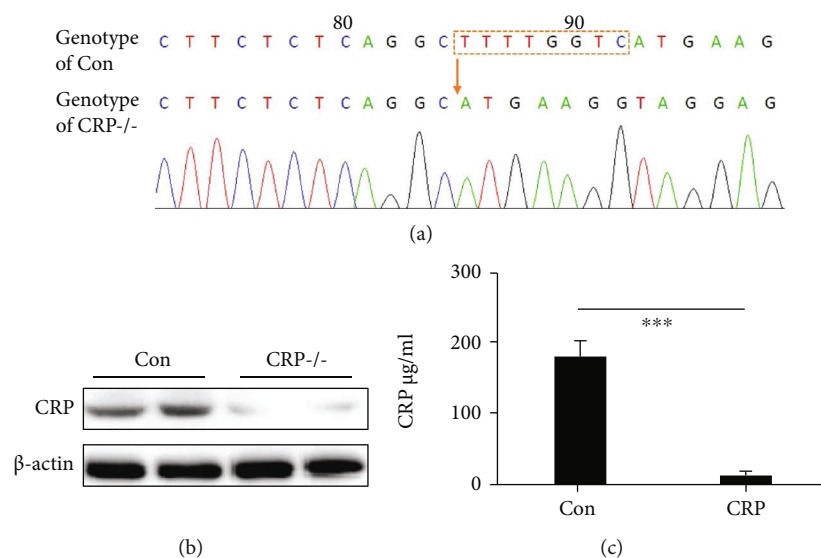 80 90
Genotype of Con
C T T C T C T C A G G C T T T T G G T C A T G A A G
Genotype of CRP-/-
C T T C T C T C A G G C A T G A A G G T A G G A G
(a)
Con CRP-/-
CRP
β-actin
(b)
300
200
100
0
CRP μg/ml
***
Con CRP
(c)